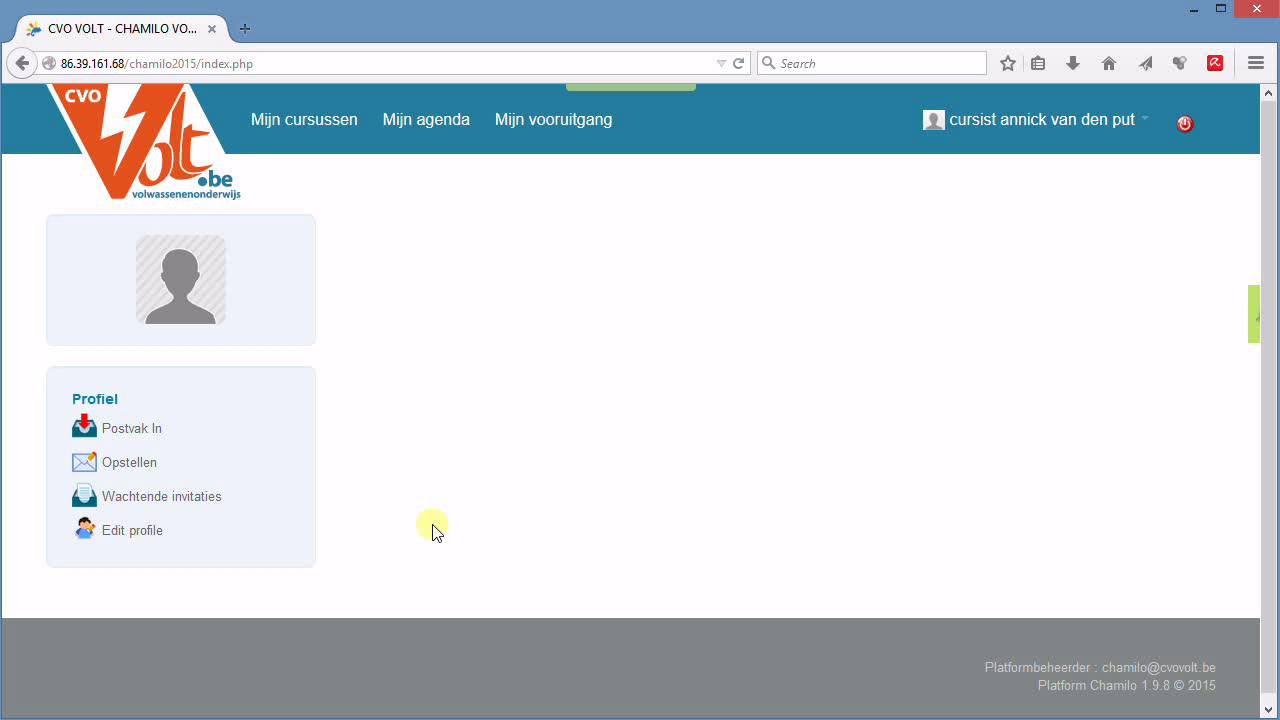 CVO VOLT - CHAMILO VO...
86.39.161.68/chamilo2015/index.php
Search
CVO
Volt
.be
volwassenenonderwijs
Mijn cursussen
Mijn agenda
Mijn vooruitgang
cursist annick van den put
Profiel
Postvak In
Opstellen
Wachtende invitaties
Edit profile
Platformbeheerder : chamilo@cvovolt.be
Platform Chamilo 1.9.8 © 2015